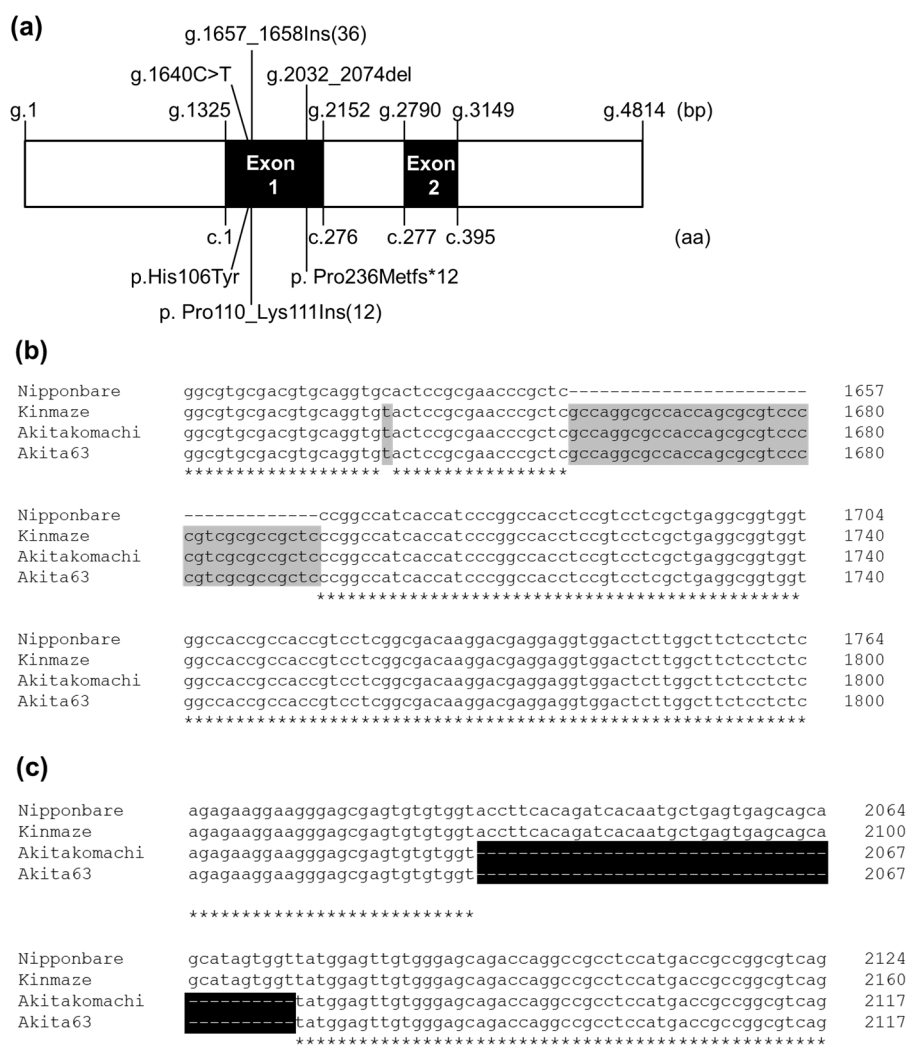 (a)
g.1657_1658Ins(36)
g.1640C>T g.2032_2074del
g.1 g.1325 g.2152 g.2790 g.3149 g.4814 (bp)
Exon Exon
1 2
c.1 c.276 c.277 c.395 (aa)
p.His106Tyr p. Pro236Metfs*12
p. Pro110_Lys111Ins(12)
(b)
Nipponbare ggcgtgcgacgtgcaggtgcactccgcgaacccgctc----------------------- 1657
Kinmaze ggcgtgcgacgtgcaggtgtactccgcgaacccgctcgccaggcgccaccagcgcgtccc 1680
Akitakomachi ggcgtgcgacgtgcaggtgtactccgcgaacccgctcgccaggcgccaccagcgcgtccc 1680
Akita63 ggcgtgcgacgtgcaggtgtactccgcgaacccgctcgccaggcgccaccagcgcgtccc 1680
******************* *****************
Nipponbare -------------ccggccatcaccatcccggccacctccgtcctcgctgaggcggtggt 1704
Kinmaze cgtcgcgccgctcccggccatcaccatcccggccacctccgtcctcgctgaggcggtggt 1740
Akitakomachi cgtcgcgccgctcccggccatcaccatcccggccacctccgtcctcgctgaggcggtggt 1740
Akita63 cgtcgcgccgctcccggccatcaccatcccggccacctccgtcctcgctgaggcggtggt 1740
***********************************************
Nipponbare ggccaccgccaccgtcctcggcgacaaggacgaggaggtggactcttggcttctcctctc 1764
Kinmaze ggccaccgccaccgtcctcggcgacaaggacgaggaggtggactcttggcttctcctctc 1800
Akitakomachi ggccaccgccaccgtcctcggcgacaaggacgaggaggtggactcttggcttctcctctc 1800
Akita63 ggccaccgccaccgtcctcggcgacaaggacgaggaggtggactcttggcttctcctctc 1800
************************************************************
(c)
Nipponbare agagaaggaagggagcgagtgtgtggtaccttcacagatcacaatgctgagtgagcagca 2064
Kinmaze agagaaggaagggagcgagtgtgtggtaccttcacagatcacaatgctgagtgagcagca 2100
Akitakomachi agagaaggaagggagcgagtgtgtggt--------------------------------- 2067
Akita63 agagaaggaagggagcgagtgtgtggt--------------------------------- 2067
***************************
Nipponbare gcatagtggttatggagttgtgggagcagaccaggccgcctccatgaccgccggcgtcag 2124
Kinmaze gcatagtggttatggagttgtgggagcagaccaggccgcctccatgaccgccggcgtcag 2160
Akitakomachi ----------tatggagttgtgggagcagaccaggccgcctccatgaccgccggcgtcag 2117
Akita63 ----------tatggagttgtgggagcagaccaggccgcctccatgaccgccggcgtcag 2117
**************************************************